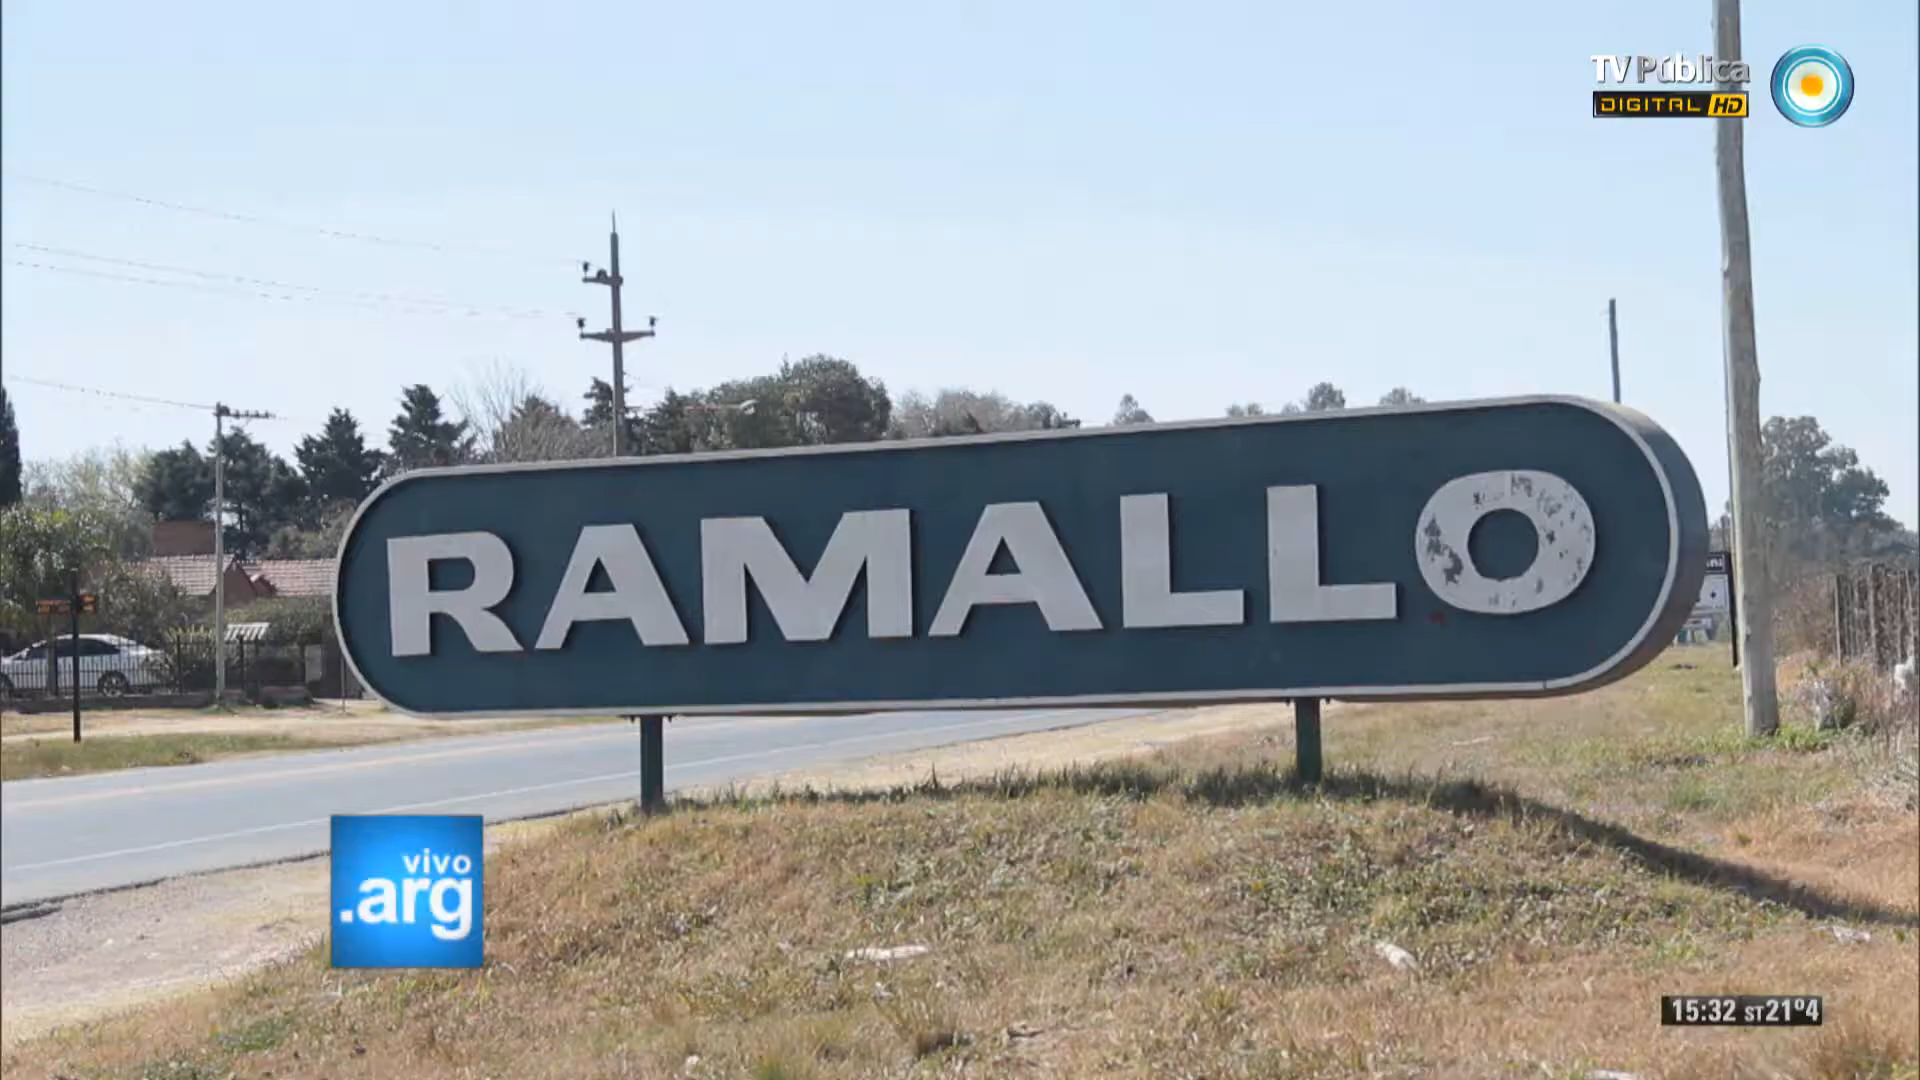 TV Pública
DIGITAL HD
RAMALLO
vivo
.arg
15:32 ST21º4